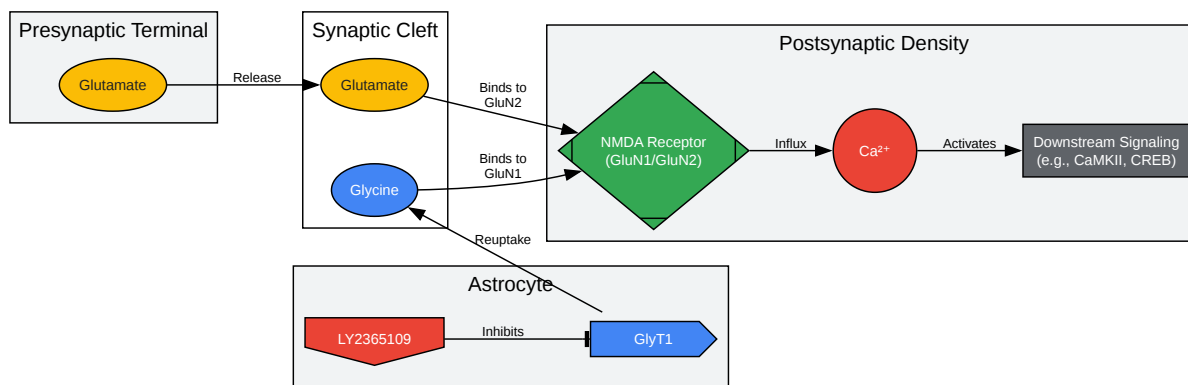 Presynaptic Terminal
Glutamate
Release
Synaptic Cleft
Glutamate
Glycine
Binds to
GluN2
Binds to
GluN1
Reuptake
Postsynaptic Density
NMDA Receptor
(GluN1/GluN2)
Influx
Ca²⁺
Activates
Downstream Signaling
(e.g., CaMKII, CREB)
Astrocyte
LY2365109
Inhibits
GlyT1